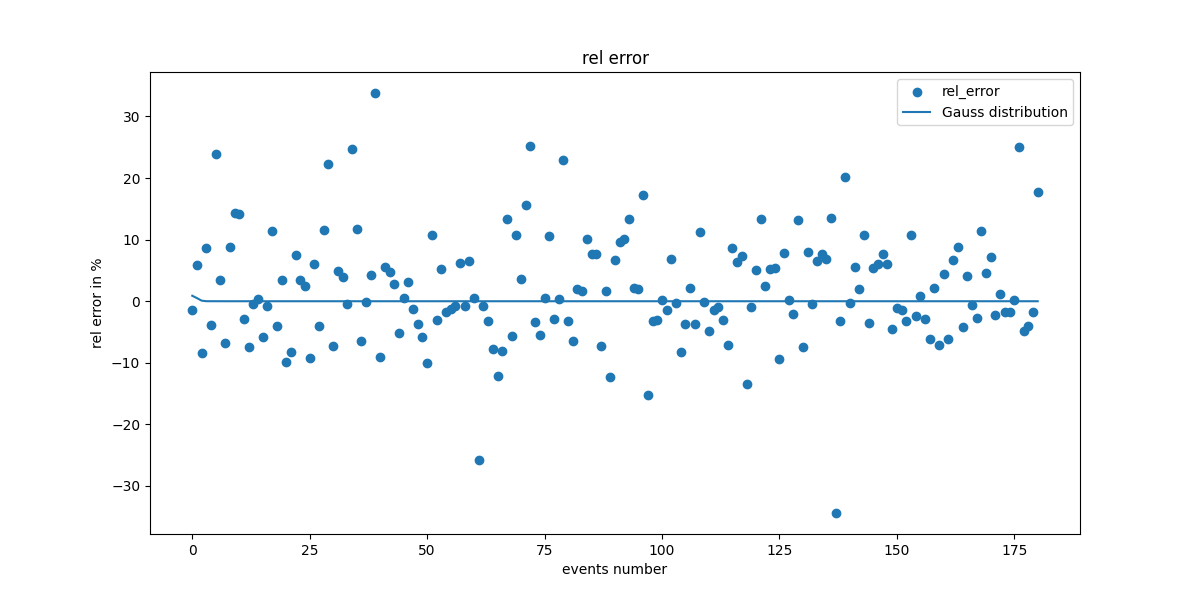 rel error
rel_error
Gauss distribution
30
20
10
0
−10
−20
−30
rel error in %
0 25 50 75 100 125 150 175
events number